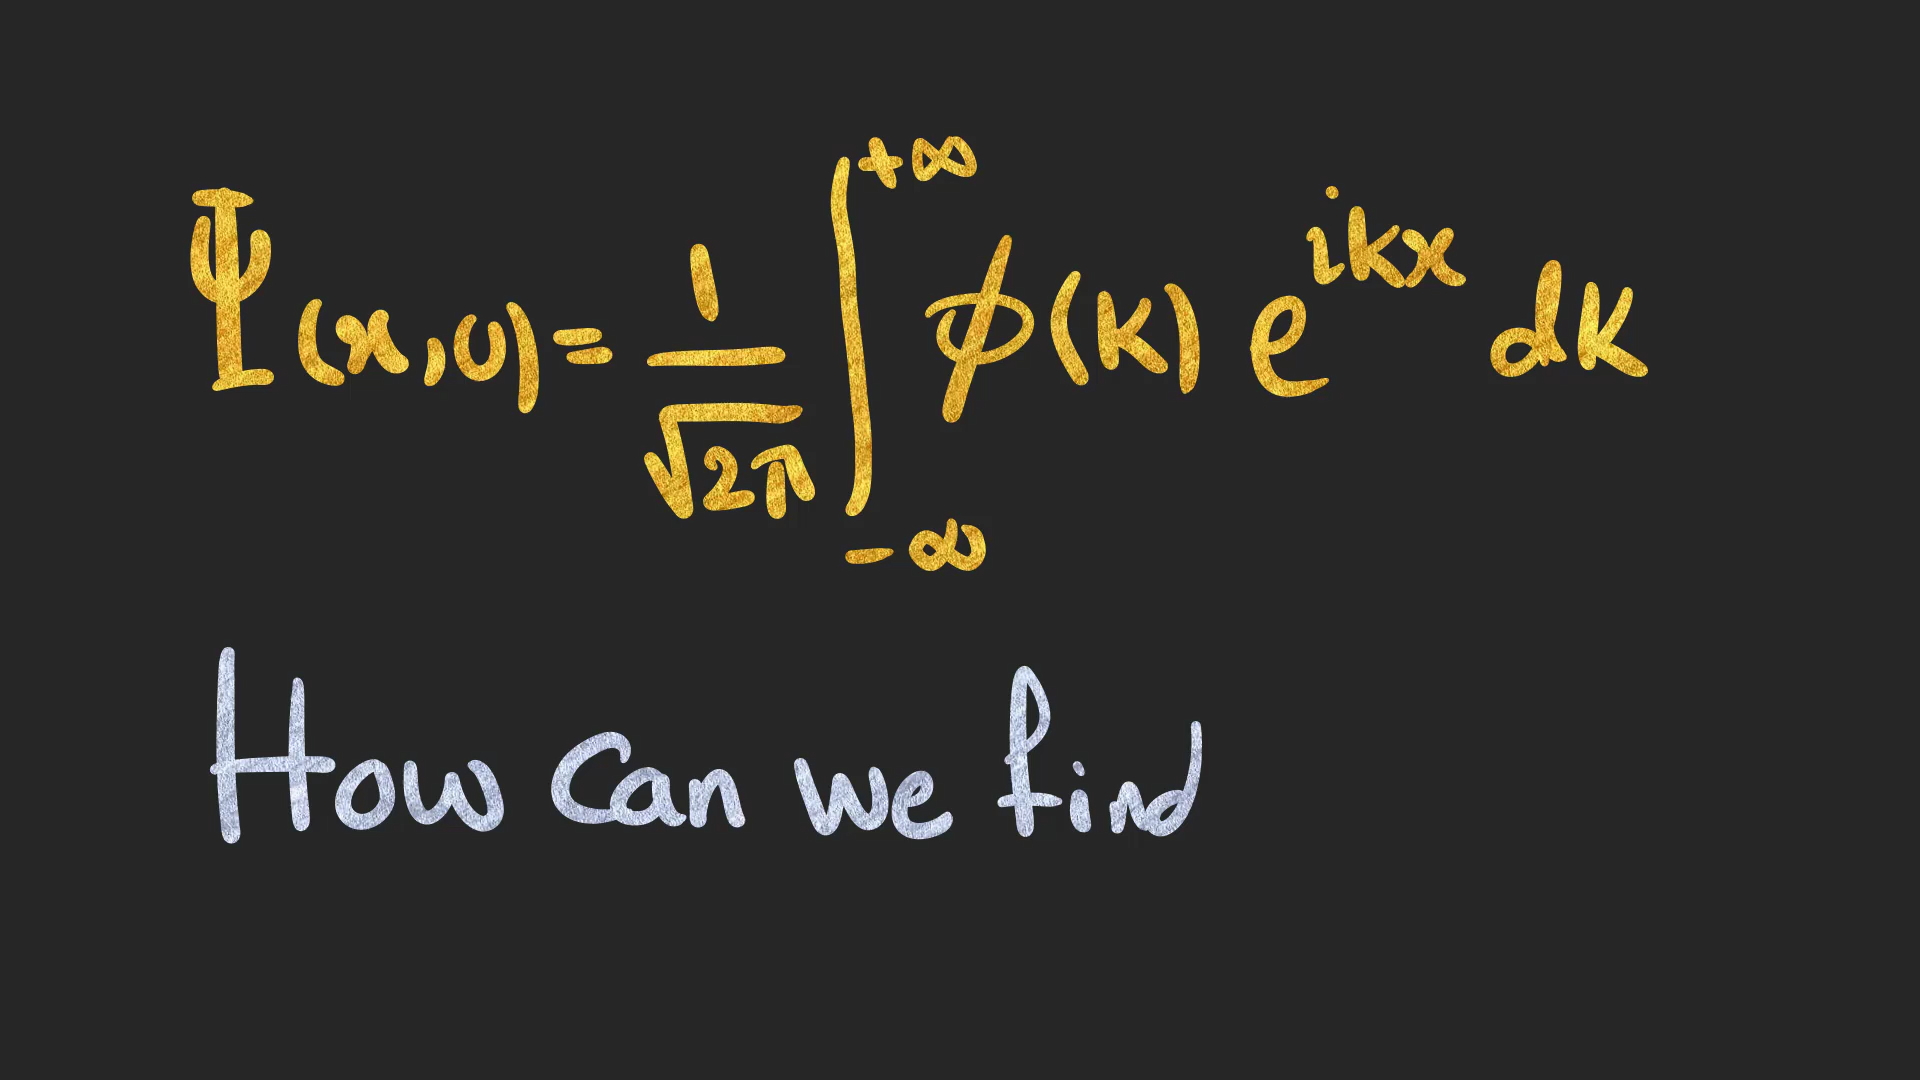 Ψ(x,0) = 1/√2π ∫_{-∞}^{+∞} ϕ(k) e^{ikx} dk
How can we find